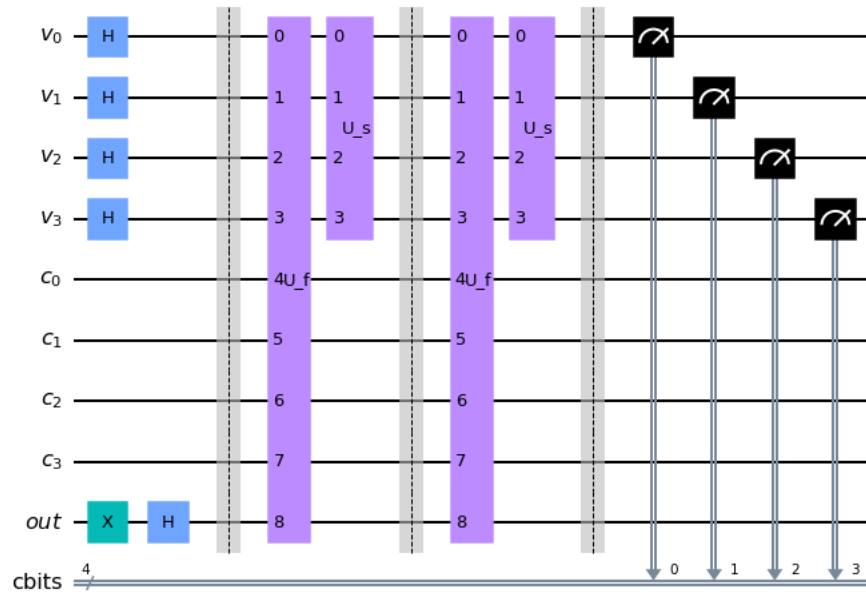 v0 H 0 0 0 0
v1 H 1 1 1 1
U_s U_s
v2 H 2 2 2 2
v3 H 3 3 3 3
c0 4U_f 4U_f
c1 5 5
c2 6 6
c3 7 7
out X H 8 8
cbits 4 0 1 2 3